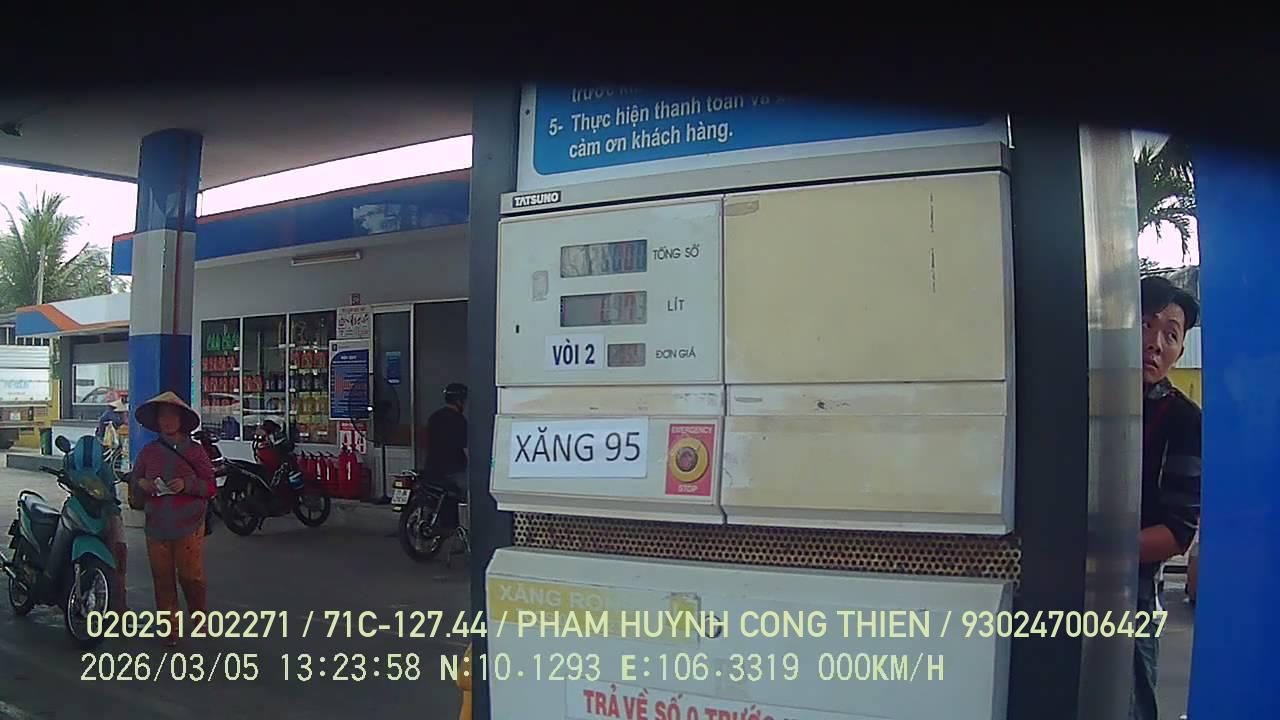 5- Thực hiện thanh toán và
cảm ơn khách hàng.
TATSUNO
TỔNG SỐ
LÍT
VÒI 2
ĐƠN GIÁ
XĂNG 95
EMERGENCY
STOP
XĂNG
020251202271 / 71C-127.44 / PHAM HUYNH CONG THIEN / 930247006427
2026/03/05 13:23:58 N:10.1293 E:106.3319 000KM/H
TRẢ VỀ SỐ 0 TRƯỚC